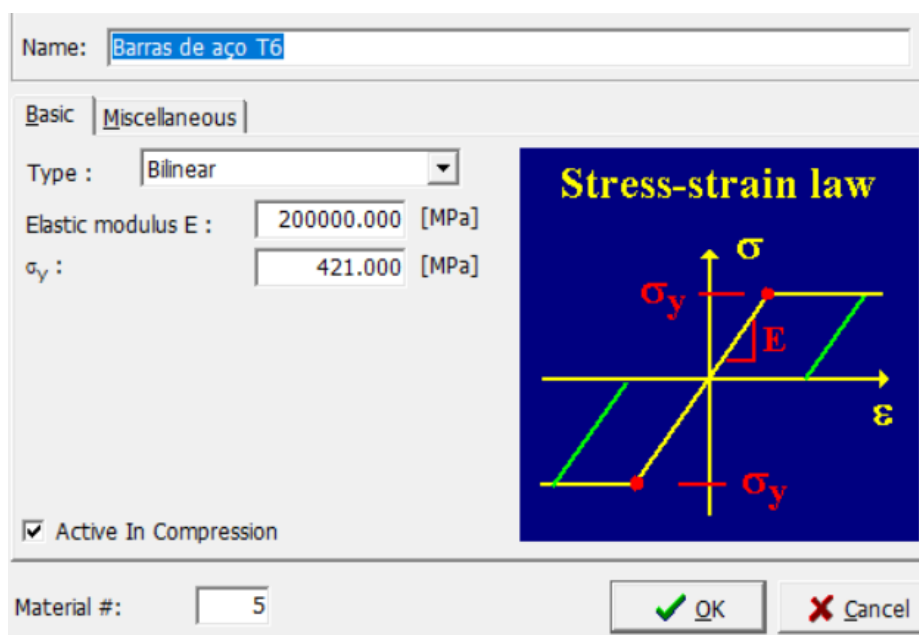 Name: Barras de aço T6
Basic Miscellaneous
Type : Bilinear
Stress-strain law
Elastic modulus E : 200000.000 [MPa]
σy : 421.000 [MPa]
σ
σy
E
ε
σy
Active In Compression
Material #: 5
OK Cancel